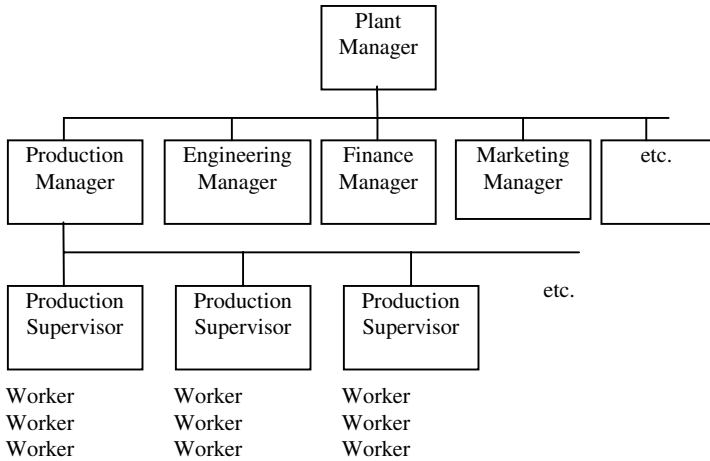 Plant
Manager
Production
Manager
Engineering
Manager
Finance
Manager
Marketing
Manager
etc.
Production
Supervisor
Production
Supervisor
Production
Supervisor
etc.
Worker
Worker
Worker
Worker
Worker
Worker
Worker
Worker
Worker